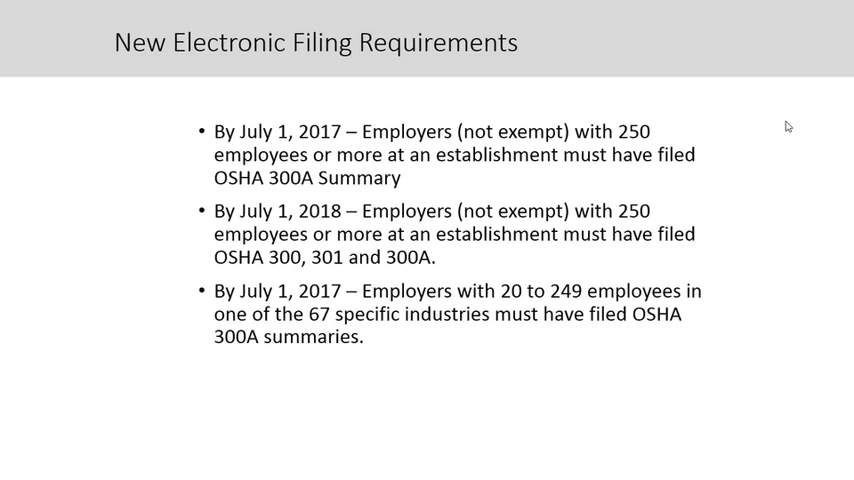 New Electronic Filing Requirements
• By July 1, 2017 – Employers (not exempt) with 250
employees or more at an establishment must have filed
OSHA 300A Summary
• By July 1, 2018 – Employers (not exempt) with 250
employees or more at an establishment must have filed
OSHA 300, 301 and 300A.
• By July 1, 2017 – Employers with 20 to 249 employees in
one of the 67 specific industries must have filed OSHA
300A summaries.